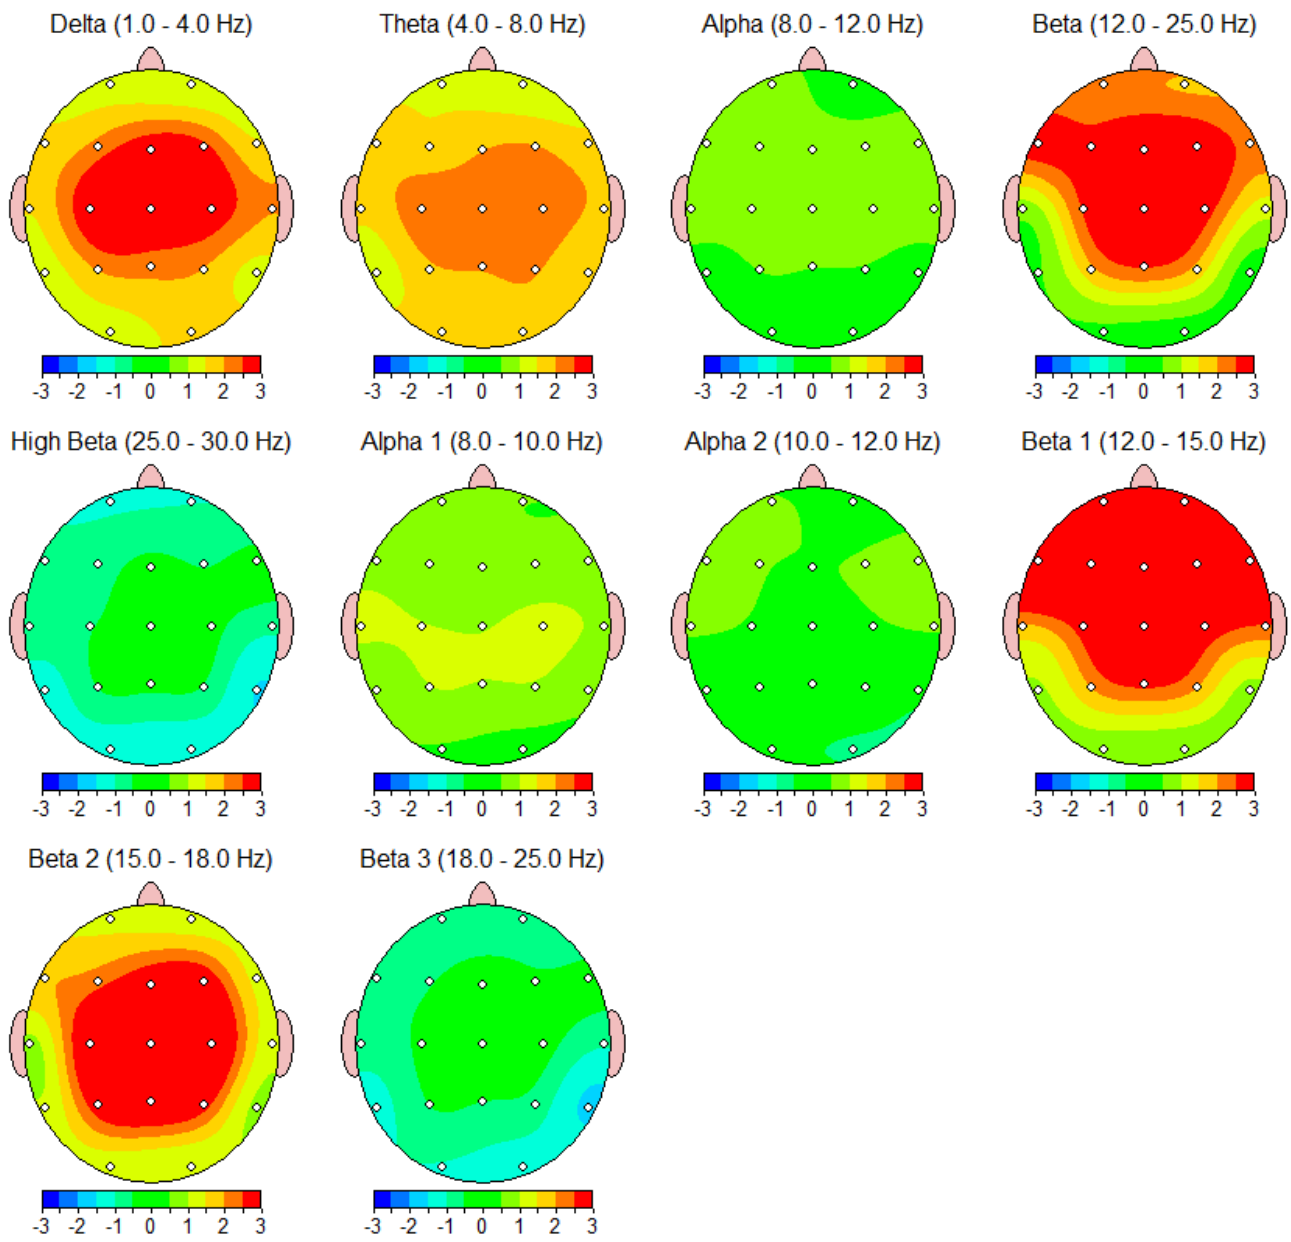 Delta (1.0 - 4.0 Hz) Theta (4.0 - 8.0 Hz) Alpha (8.0 - 12.0 Hz) Beta (12.0 - 25.0 Hz)
-3 -2 -1 0 1 2 3 -3 -2 -1 0 1 2 3 -3 -2 -1 0 1 2 3 -3 -2 -1 0 1 2 3
High Beta (25.0 - 30.0 Hz) Alpha 1 (8.0 - 10.0 Hz) Alpha 2 (10.0 - 12.0 Hz) Beta 1 (12.0 - 15.0 Hz)
-3 -2 -1 0 1 2 3 -3 -2 -1 0 1 2 3 -3 -2 -1 0 1 2 3 -3 -2 -1 0 1 2 3
Beta 2 (15.0 - 18.0 Hz) Beta 3 (18.0 - 25.0 Hz)
-3 -2 -1 0 1 2 3 -3 -2 -1 0 1 2 3